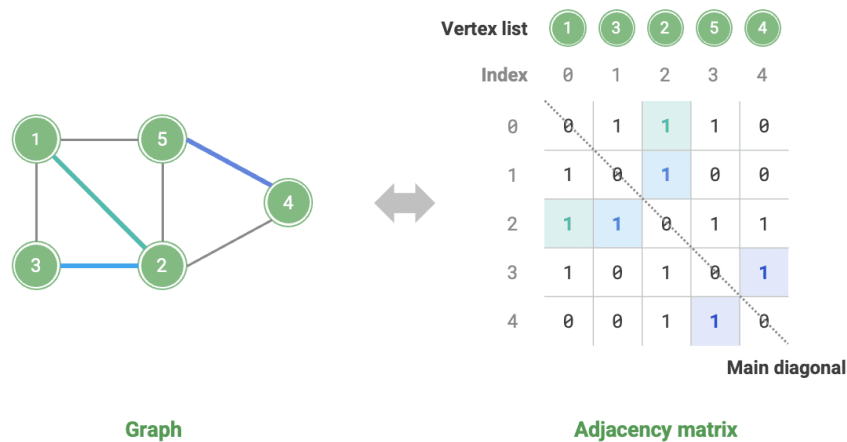 Vertex list 1 3 2 5 4
Index 0 1 2 3 4
0 0 1 1 1 0
1 1 0 1 0 0
2 1 1 0 1 1
3 1 0 1 0 1
4 0 0 1 1 0
Main diagonal
1 5
4
3 2
Graph
Adjacency matrix